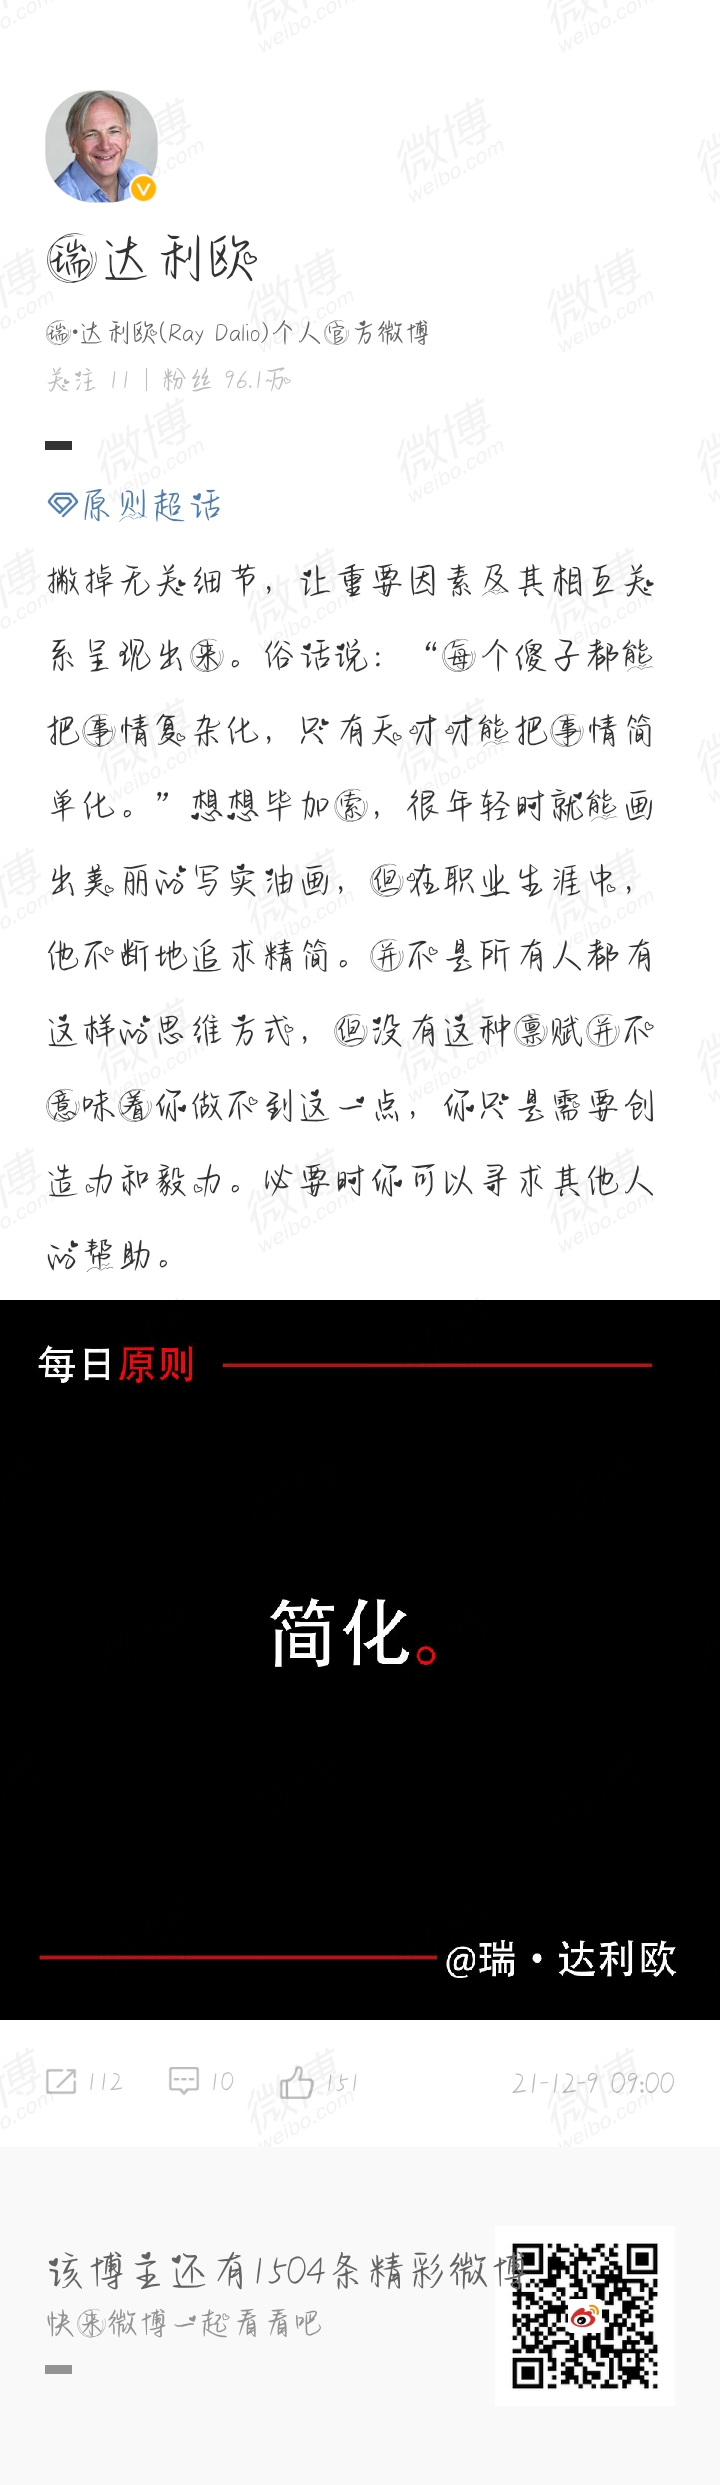 瑞达利欧
瑞·达利欧(Ray Dalio)个人官方微博
关注 11 | 粉丝 96.1万
原则超话
撇掉无关细节，让重要因素及其相互关
系呈现出来。俗话说：“每个傻子都能
把事情复杂化，只有天才才能把事情简
单化。”想想毕加索，很年轻时就能画
出美丽的写实油画，但在职业生涯中，
他不断地追求精简。并不是所有人都有
这样的思维方式，但没有这种禀赋并不
意味着你做不到这一点，你只是需要创
造力和毅力。必要时你可以寻求其他人
的帮助。
每日原则
简化。
@瑞·达利欧
112 10 151 21-12-9 09:00
该博主还有1504条精彩微博
快来微博一起看看吧
微博
weibo.com